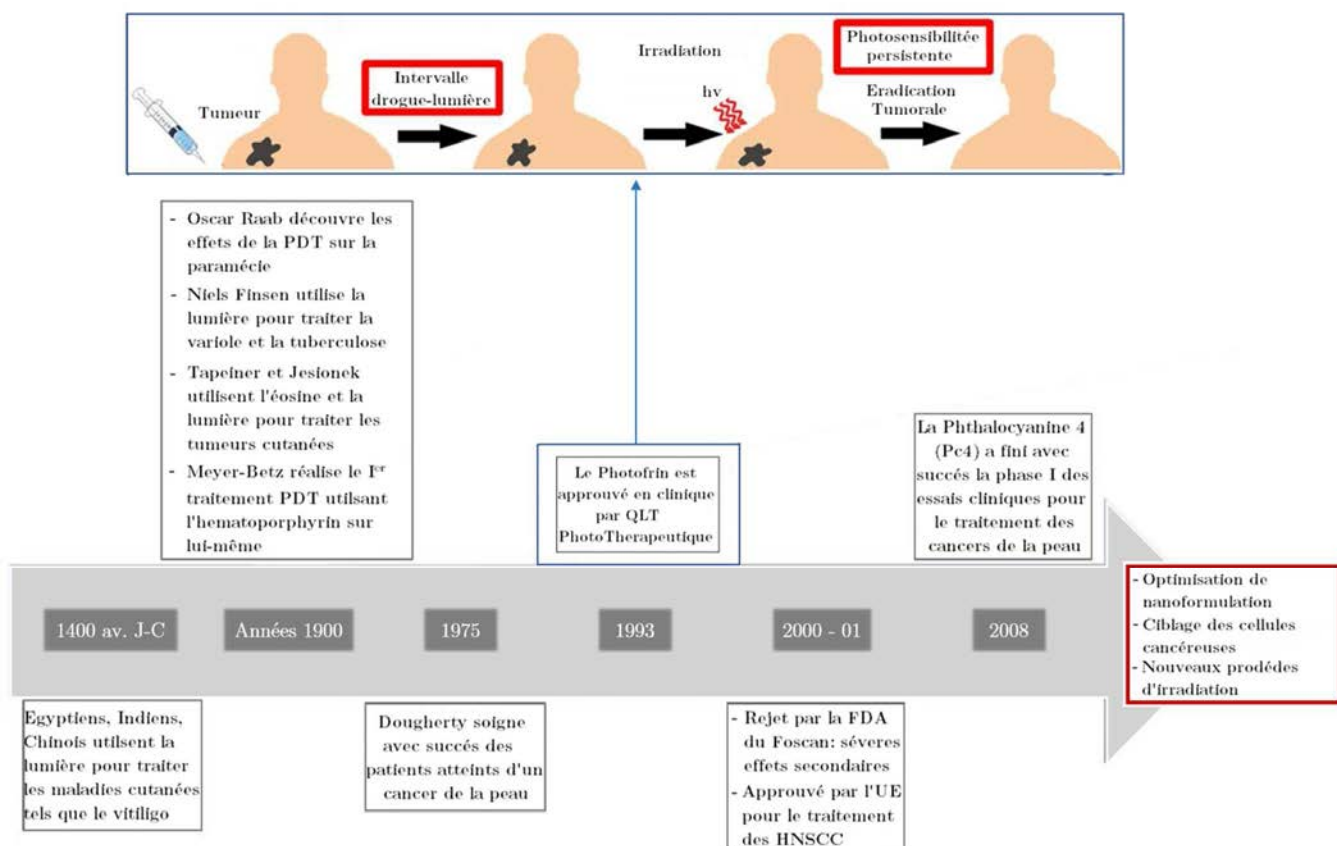 Tumeur
Intervalle
drogue-lumière
Irradiation
hv
Photosensibilitée
persistente
Eradication
Tumorale
- Oscar Raab découvre les
effets de la PDT sur la
paramécie
- Niels Finsen utilise la
lumière pour traiter la
variole et la tuberculose
- Tapeiner et Jesionek
utilisent l'éosine et la
lumière pour traiter les
tumeurs cutanées
- Meyer-Betz réalise le Iᵉʳ
traitement PDT utilsant
l'hematoporphyrin sur
lui-même
Le Photofrin est
approuvé en clinique
par QLT
PhotoTherapeutique
La Phthalocyanine 4
(Pc4) a fini avec
succés la phase I des
essais cliniques pour
le traitement des
cancers de la peau
1400 av. J-C
Années 1900
1975
1993
2000 - 01
2008
- Optimisation de
nanoformulation
- Ciblage des cellules
cancéreuses
- Nouveaux prodédes
d'irradiation
Egyptiens, Indiens,
Chinois utilsent la
lumière pour traiter
les maladies cutanées
tels que le vitiligo
Dougherty soigne
avec succés des
patients atteints d'un
cancer de la peau
- Rejet par la FDA
du Foscan: séveres
effets secondaires
- Approuvé par l'UE
pour le traitement
des HNSCC